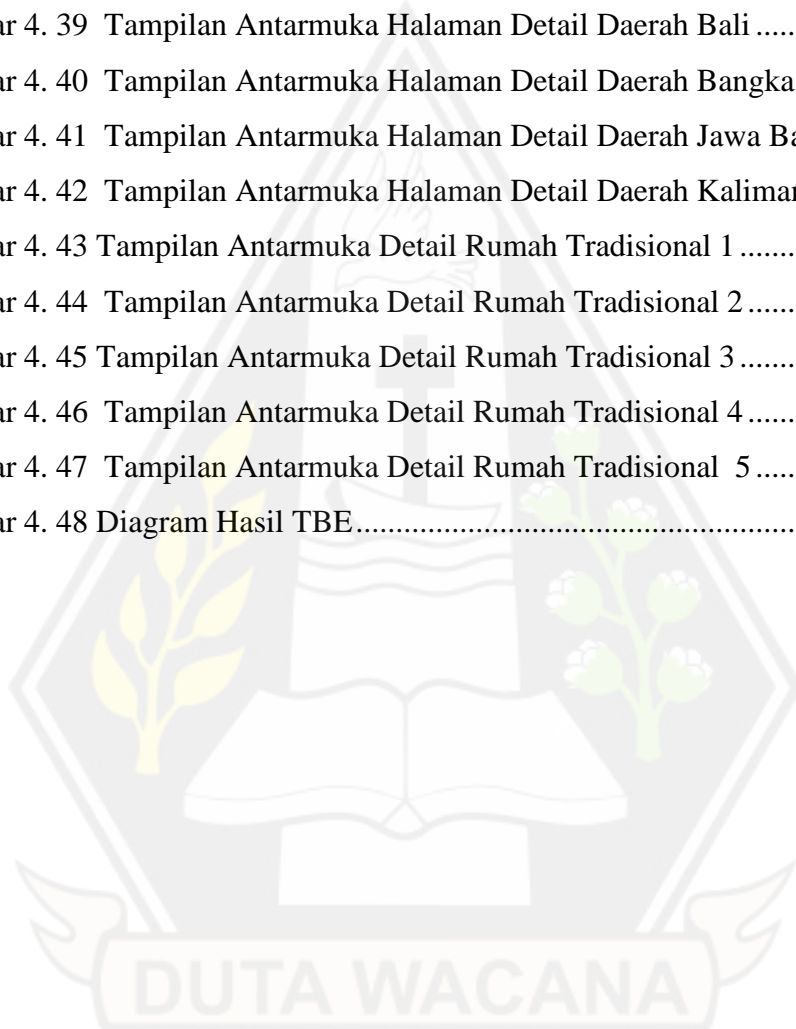 ar 4. 39 Tampilan Antarmuka Halaman Detail Daerah Bali .....
ar 4. 40 Tampilan Antarmuka Halaman Detail Daerah Bangka
ar 4. 41 Tampilan Antarmuka Halaman Detail Daerah Jawa Ba
ar 4. 42 Tampilan Antarmuka Halaman Detail Daerah Kaliman
ar 4. 43 Tampilan Antarmuka Detail Rumah Tradisional 1 .......
ar 4. 44 Tampilan Antarmuka Detail Rumah Tradisional 2 ......
ar 4. 45 Tampilan Antarmuka Detail Rumah Tradisional 3 .......
ar 4. 46 Tampilan Antarmuka Detail Rumah Tradisional 4 ......
ar 4. 47 Tampilan Antarmuka Detail Rumah Tradisional 5 .....
ar 4. 48 Diagram Hasil TBE.......................................................
DUTA WACANA